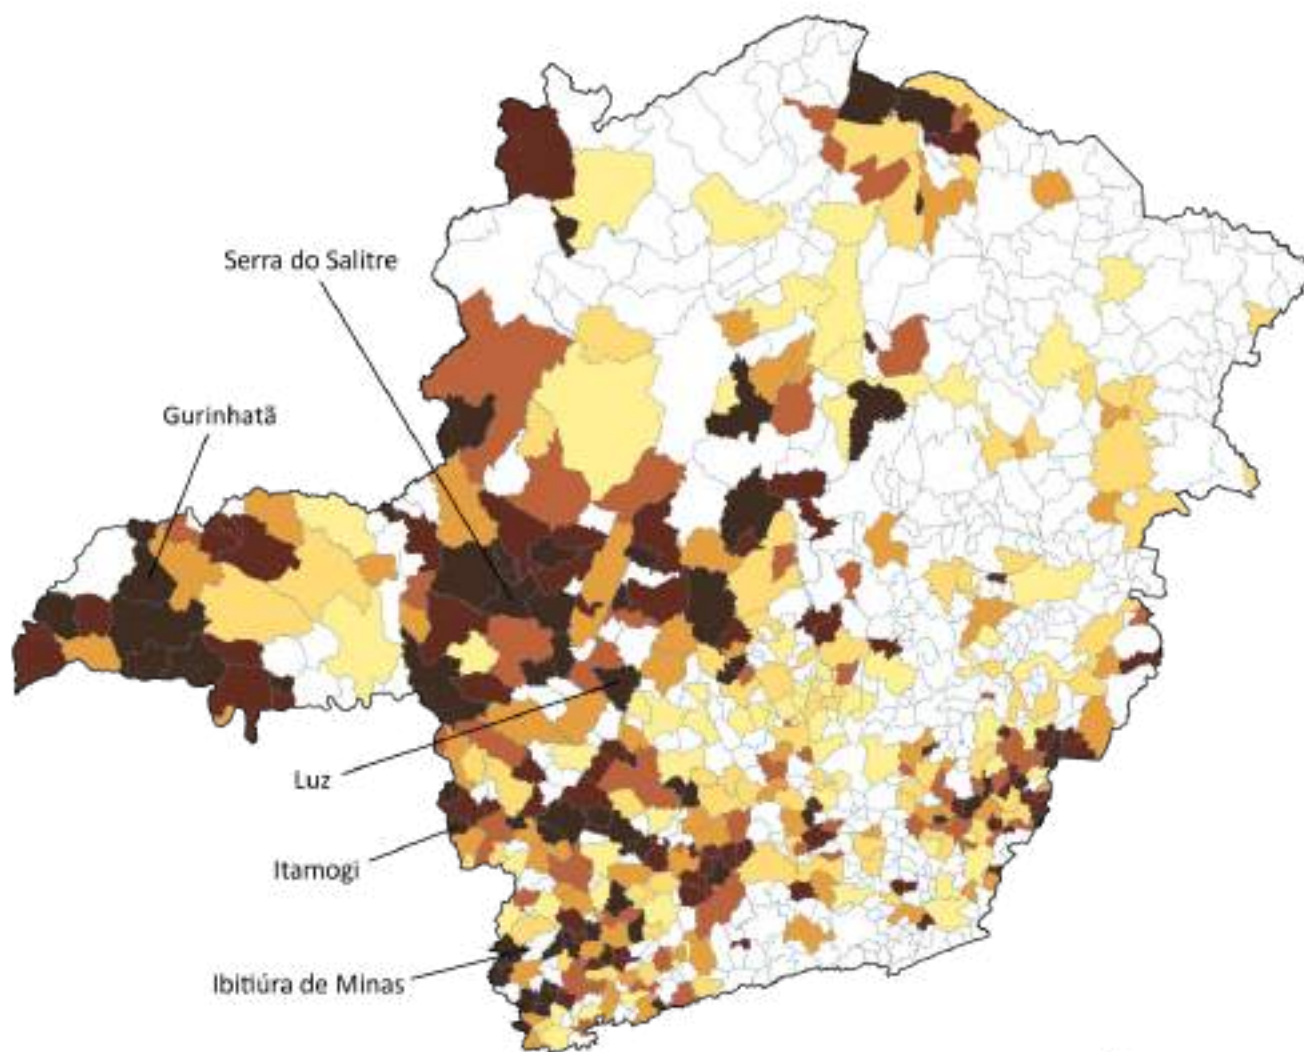 Serra do Salitre
Gurinhatã
Luz
Itamogi
Ibitiúra de Minas